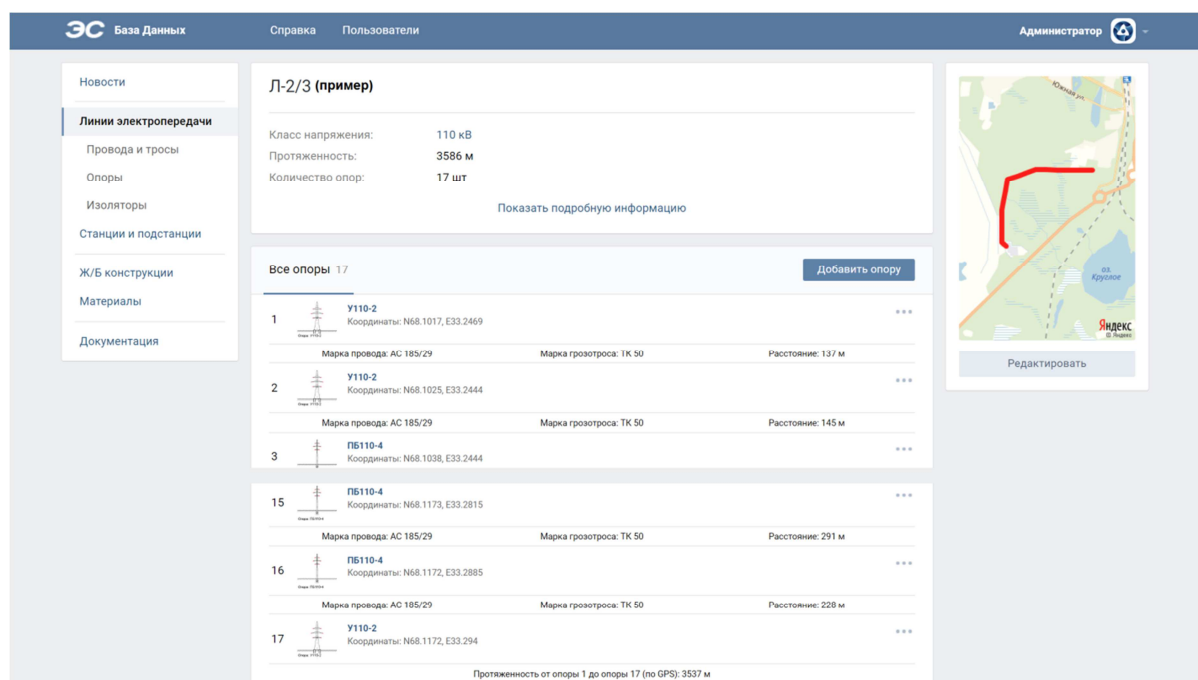 ЭС База Данных Справка Пользователи Администратор
Новости
Линии электропередачи
Провода и тросы
Опоры
Изоляторы
Станции и подстанции
Ж/Б конструкции
Материалы
Документация
Л-2/3 (пример)
Класс напряжения: 110 кВ
Протяженность: 3586 м
Количество опор: 17 шт
Показать подробную информацию
Все опоры 17 Добавить опору
1 У110-2
Координаты: N68.1017, E33.2469
Марка провода: АС 185/29 Марка грозотроса: ТК 50 Расстояние: 137 м
2 У110-2
Координаты: N68.1025, E33.2444
Марка провода: АС 185/29 Марка грозотроса: ТК 50 Расстояние: 145 м
3 ПБ110-4
Координаты: N68.1038, E33.2444
15 ПБ110-4
Координаты: N68.1173, E33.2815
Марка провода: АС 185/29 Марка грозотроса: ТК 50 Расстояние: 291 м
16 ПБ110-4
Координаты: N68.1172, E33.2885
Марка провода: АС 185/29 Марка грозотроса: ТК 50 Расстояние: 228 м
17 У110-2
Координаты: N68.1172, E33.294
Протяженность от опоры 1 до опоры 17 (по GPS): 3537 м
Южная ул.
оз.
Круглое
Яндекс
© Яндекс
Редактировать